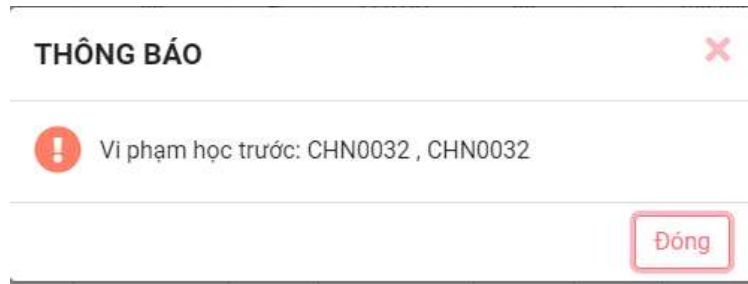 THÔNG BÁO
Vi phạm học trước: CHN0032 , CHN0032
Đóng